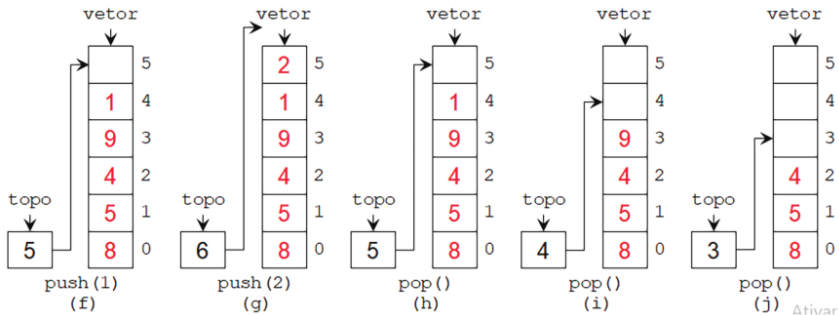 vetor vetor vetor vetor vetor
5 2 5 5 5 5
1 4 1 4 1 4 4 4
9 3 9 3 9 3 9 3 3
topo 4 2 topo 4 2 topo 4 2 topo 4 2 topo 4 2
5 1 5 1 5 1 5 1 5 1
5 8 0 6 8 0 5 8 0 4 8 0 3 8 0
push(1) push(2) pop() pop() pop()
(f) (g) (h) (i) (j)
Ativar